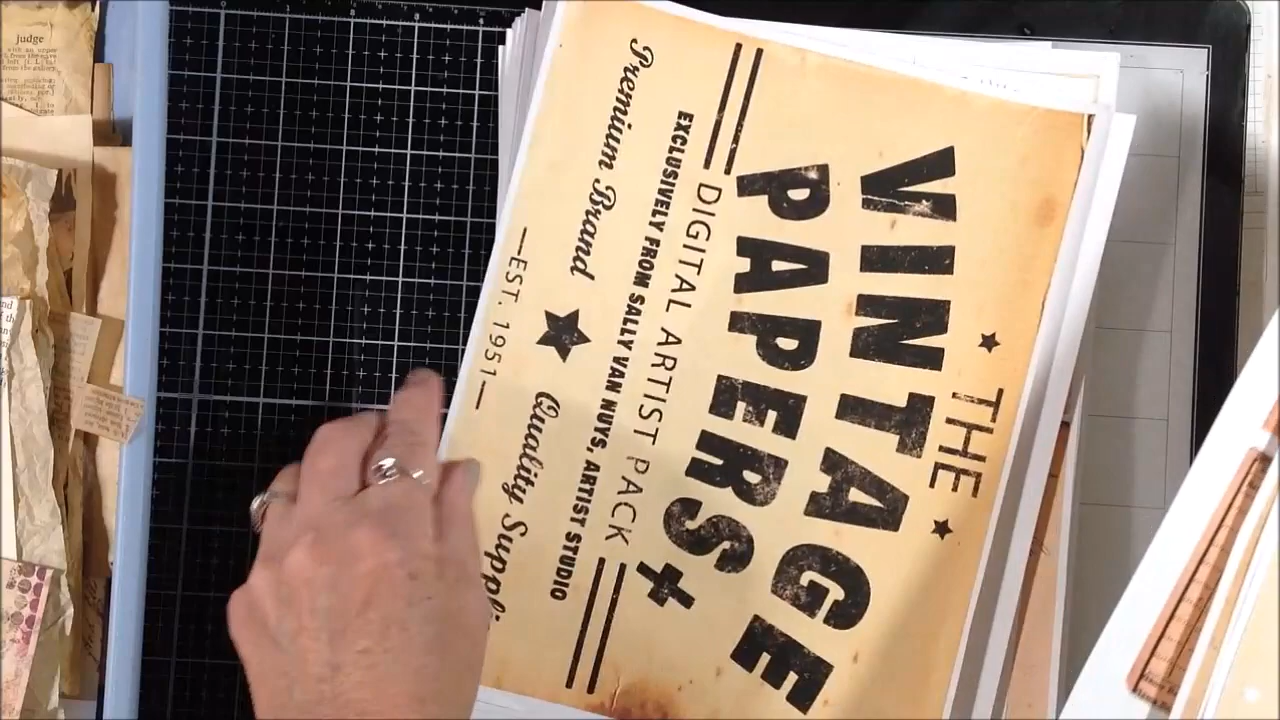 ★ THE ★
VINTAGE
PAPERS+
DIGITAL ARTIST PACK
EXCLUSIVELY FROM SALLY VAN NUYS, ARTIST STUDIO
Premium Brand ★ Quality Suppli
—EST. 1951—
judge